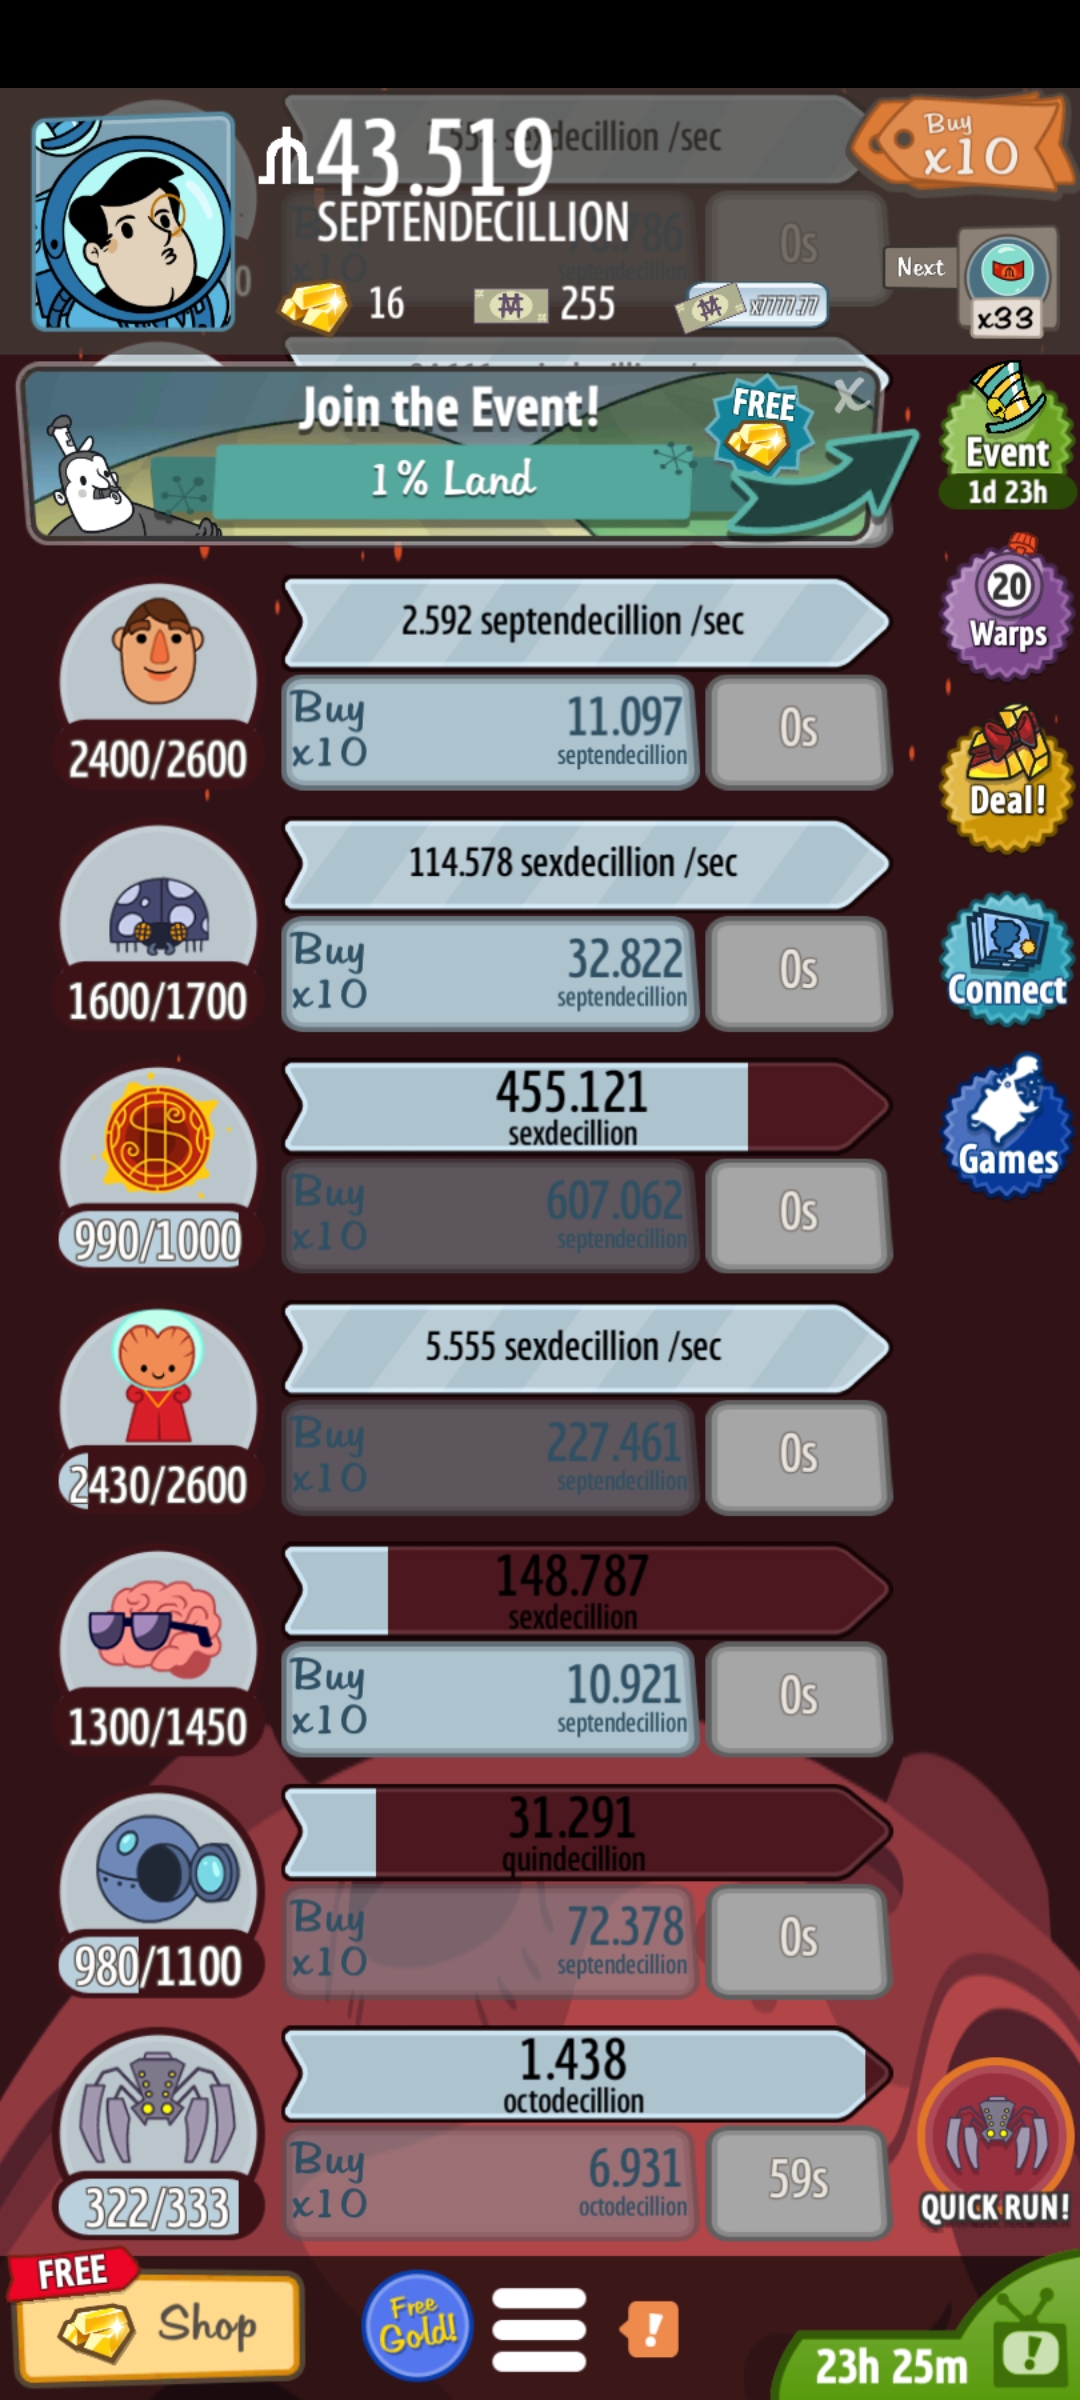 43.519
Buy
x10
SEPTENDECILLION
0s
Next
16
255
x7777.77
x33
Join the Event!
FREE
X
1% Land
Event
1d 23h
2.592 septendecillion /sec
20
Warps
Buy
x10
11.097
septendecillion
0s
2400/2600
Deal!
114.578 sexdecillion /sec
Buy
x10
32.822
septendecillion
0s
1600/1700
Connect
455.121
sexdecillion
Buy
x10
607.062
septendecillion
0s
990/1000
Games
5.555 sexdecillion /sec
Buy
x10
227.461
septendecillion
0s
2430/2600
148.787
sexdecillion
Buy
x10
10.921
septendecillion
0s
1300/1450
31.291
quindecillion
Buy
x10
72.378
septendecillion
0s
980/1100
1.438
octodecillion
Buy
x10
6.931
octodecillion
59s
322/333
QUICK RUN!
FREE
Shop
Free
Gold!
!
!
23h 25m